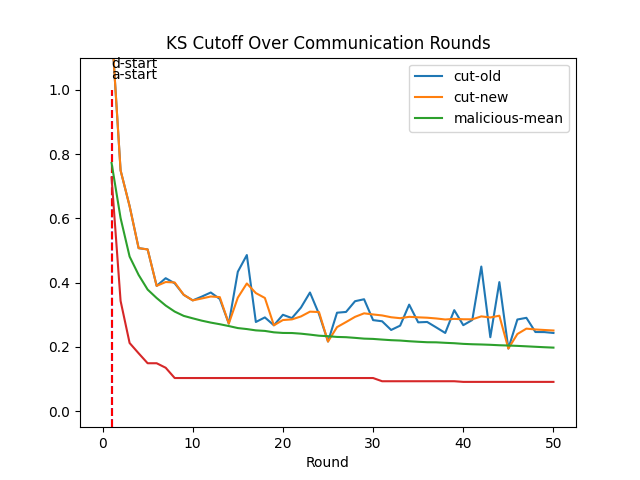 KS Cutoff Over Communication Rounds
d-start
a-start
cut-old
cut-new
malicious-mean
1.0
0.8
0.6
0.4
0.2
0.0
0 10 20 30 40 50
Round